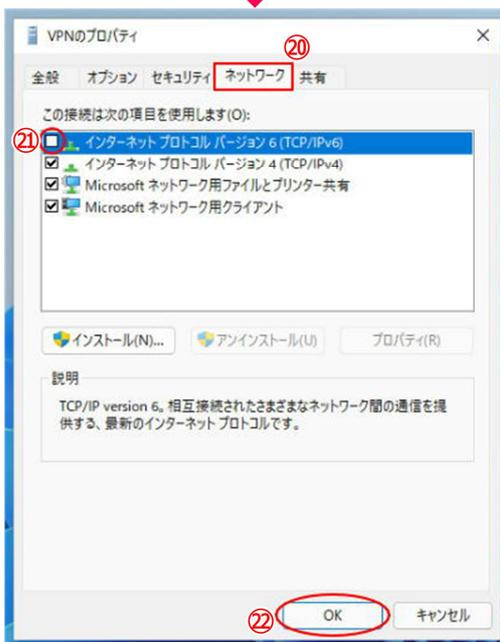 VPNのプロパティ
⑳
全般 オプション セキュリティ ネットワーク 共有
この接続は次の項目を使用します(O):
㉑ インターネット プロトコル バージョン 6 (TCP/IPv6)
インターネット プロトコル バージョン 4 (TCP/IPv4)
Microsoft ネットワーク用ファイルとプリンター共有
Microsoft ネットワーク用クライアント
インストール(N)... アンインストール(U) プロパティ(R)
説明
TCP/IP version 6。相互接続されたさまざまなネットワーク間の通信を提
供する、最新のインターネット プロトコルです。
㉒ OK キャンセル